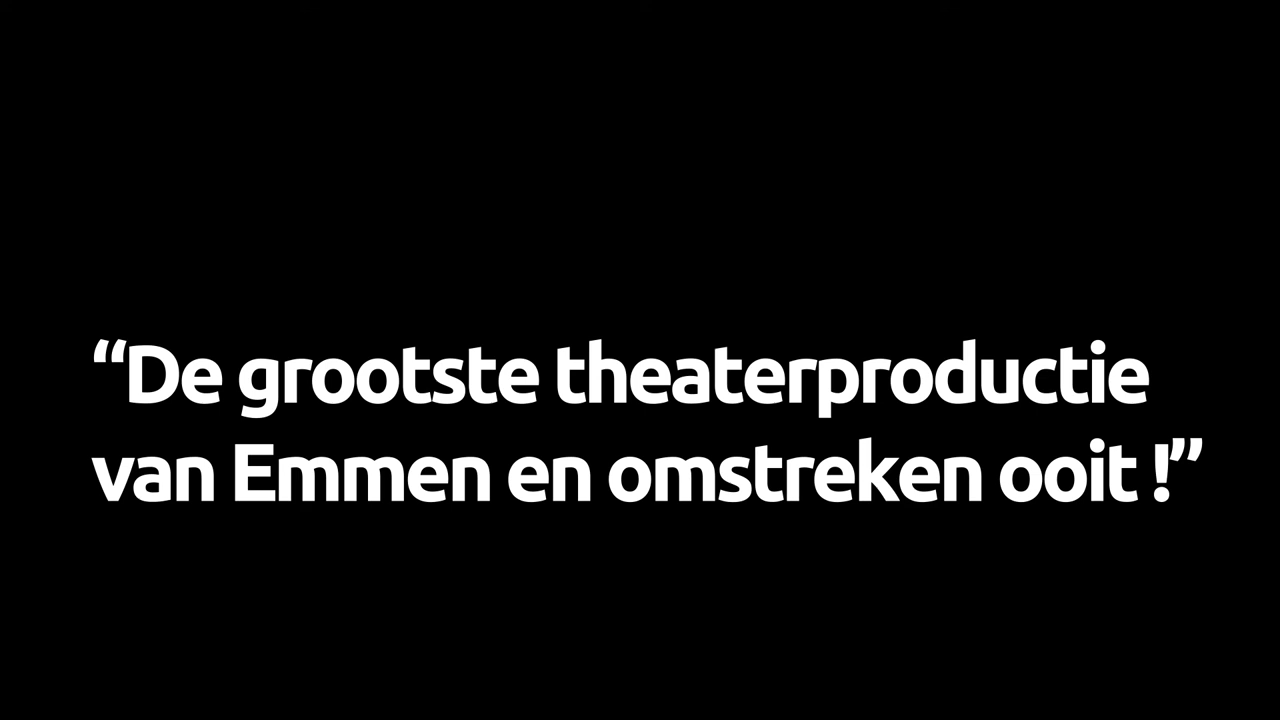 “De grootste theaterproductie
van Emmen en omstreken ooit !”